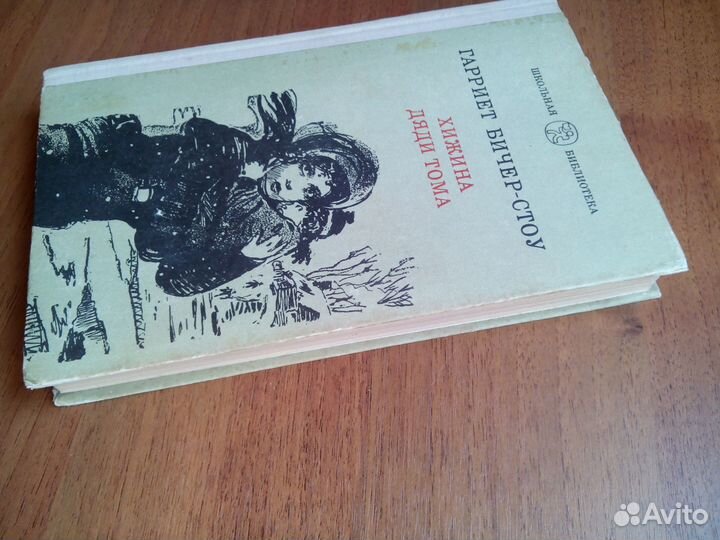 ШКОЛЬНАЯ БИБЛИОТЕКА
ГАРРИЕТ БИЧЕР-СТОУ
ХИЖИНА
ДЯДИ ТОМА
Avito